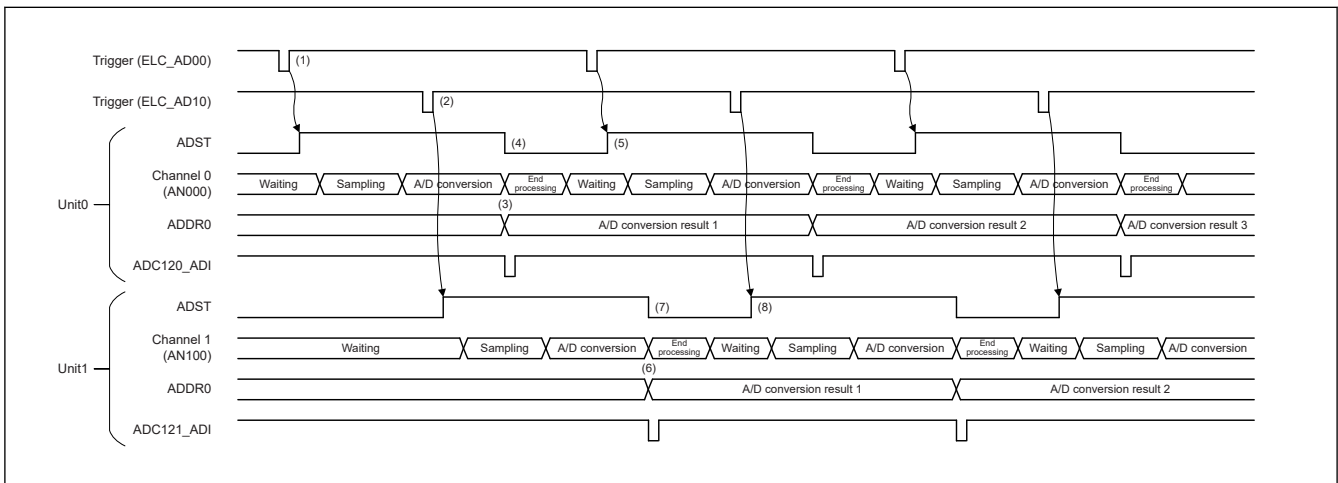 Trigger (ELC_AD00)
(1)
Trigger (ELC_AD10)
(2)
Unit0
ADST
(4)
(5)
Channel 0
(AN000)
Waiting
Sampling
A/D conversion
End
processing
Waiting
Sampling
A/D conversion
End
processing
Waiting
Sampling
A/D conversion
End
processing
(3)
ADDR0
A/D conversion result 1
A/D conversion result 2
A/D conversion result 3
ADC120_ADI
Unit1
ADST
(7)
(8)
Channel 1
(AN100)
Waiting
Sampling
A/D conversion
End
processing
Waiting
Sampling
A/D conversion
End
processing
Waiting
Sampling
A/D conversion
(6)
ADDR0
A/D conversion result 1
A/D conversion result 2
ADC121_ADI